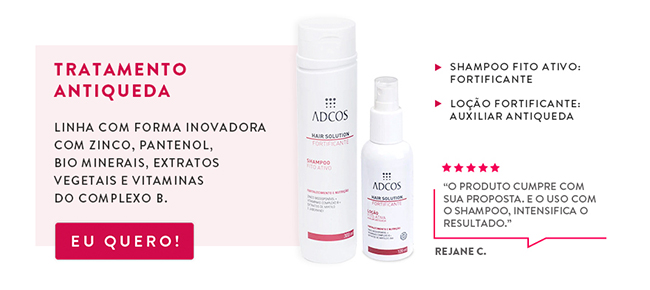 TRATAMENTO
ANTIQUEDA
LINHA COM FORMA INOVADORA
COM ZINCO, PANTENOL,
BIO MINERAIS, EXTRATOS
VEGETAIS E VITAMINAS
DO COMPLEXO B.
EU QUERO!
ADCOS
HAIR SOLUTION
FORTIFICANTE
SHAMPOO
FITO ATIVO
ADCOS
HAIR SOLUTION
FORTIFICANTE
LOÇÃO
SHAMPOO FITO ATIVO:
FORTIFICANTE
LOÇÃO FORTIFICANTE:
AUXILIAR ANTIQUEDA
“O PRODUTO CUMPRE COM
SUA PROPOSTA. E O USO COM
O SHAMPOO, INTENSIFICA O
RESULTADO.”
REJANE C.